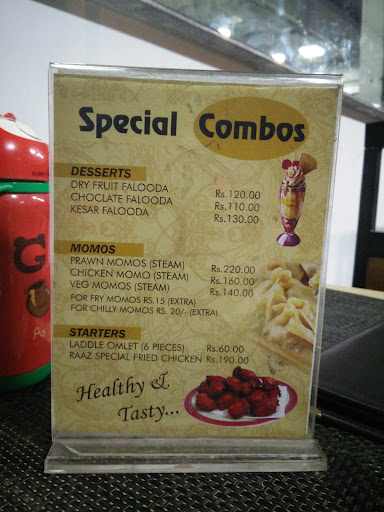 Special Combos
DESSERTS
DRY FRUIT FALOODA Rs.120.00
CHOCLATE FALOODA Rs.110.00
KESAR FALOODA Rs.130.00
MOMOS
PRAWN MOMOS (STEAM) Rs.220.00
CHICKEN MOMO (STEAM) Rs.160.00
VEG MOMOS (STEAM) Rs.140.00
FOR FRY MOMOS RS.15 (EXTRA)
FOR CHILLY MOMOS RS. 20/- (EXTRA)
STARTERS
LADDLE OMLET (6 PIECES) Rs.60.00
RAAZ SPECIAL FRIED CHICKEN Rs.190.00
Healthy &
Tasty...